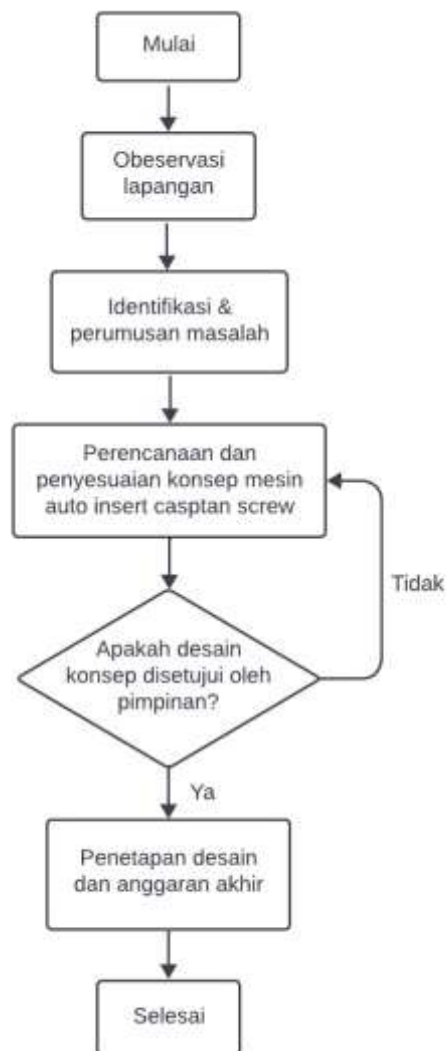 Mulai
Obeservasi
lapangan
Identifikasi &
perumusan masalah
Perencanaan dan
penyesuaian konsep mesin
auto insert casptan screw
Tidak
Apakah desain
konsep disetujui oleh
pimpinan?
Ya
Penetapan desain
dan anggaran akhir
Selesai